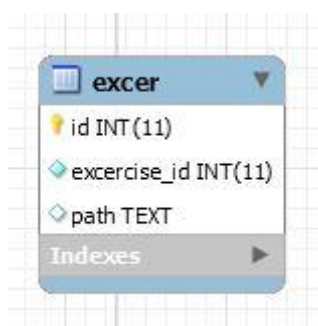 excer
id INT(11)
excercise_id INT(11)
path TEXT
Indexes